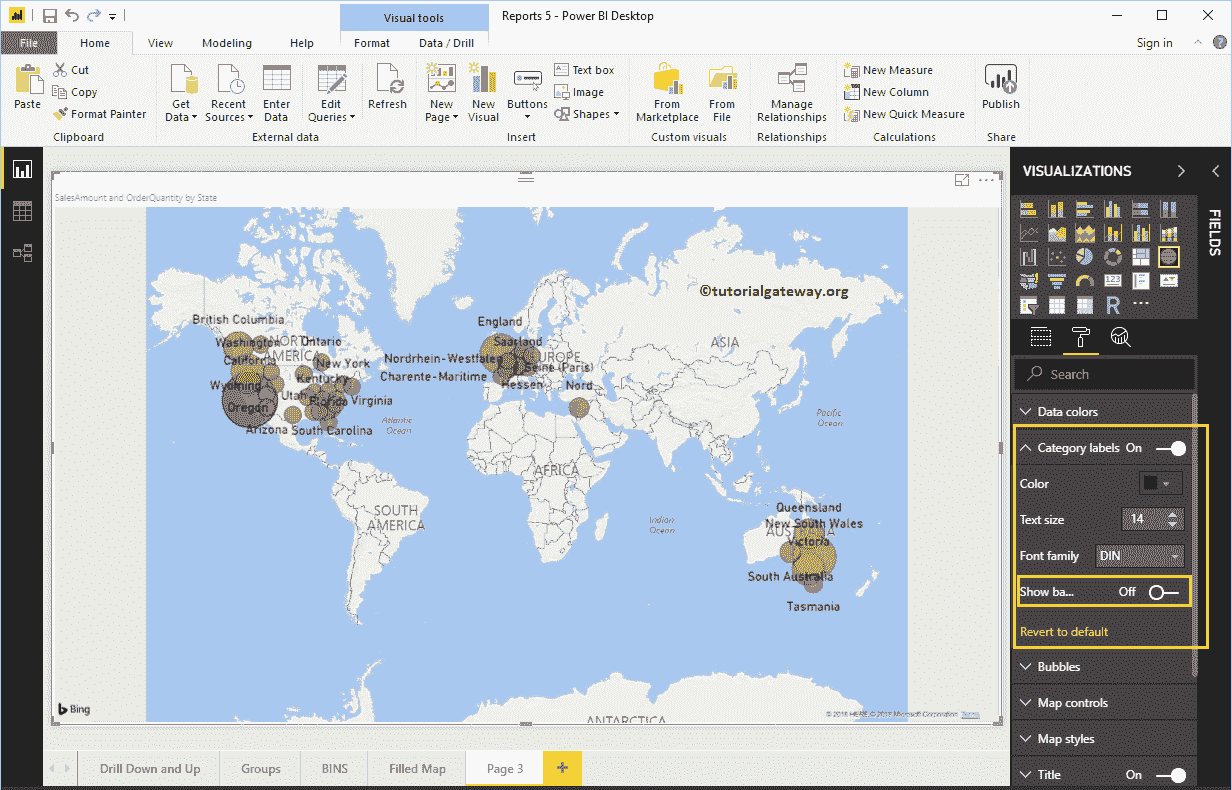 Visual tools
Reports 5 - Power BI Desktop
File
Home
View
Modeling
Help
Format
Data / Drill
Sign in
Paste
Cut
Copy
Format Painter
Clipboard
Get Data
Recent Sources
Enter Data
Edit Queries
External data
Refresh
New Page
New Visual
Buttons
Text box
Image
Shapes
Insert
From Marketplace
From File
Custom visuals
Manage Relationships
Relationships
New Measure
New Column
New Quick Measure
Calculations
Publish
Share
SalesAmount and OrderQuantity by State
©tutorialgateway.org
British Columbia
Washington
Ontario
NORTH AMERICA
California
New York
Wyoming
Kentucky
Utah
Florida
Virginia
Oregon
Arizona
South Carolina
Atlantic Ocean
England
Saarland
Nordrhein-Westfalen
EUROPE
Seine (Paris)
Charente-Maritime
Hessen
Nord
ASIA
Pacific Ocean
AFRICA
SOUTH AMERICA
Indian Ocean
Queensland
New South Wales
AUSTRALIA
Victoria
South Australia
Tasmania
ANTARCTICA
Bing
© 2018 HERE © 2018 Microsoft Corporation Terms
VISUALIZATIONS
FIELDS
123
R
Search
Data colors
Category labels On
Color
Text size 14
Font family DIN
Show ba... Off
Revert to default
Bubbles
Map controls
Map styles
Title On
Drill Down and Up
Groups
BINS
Filled Map
Page 3